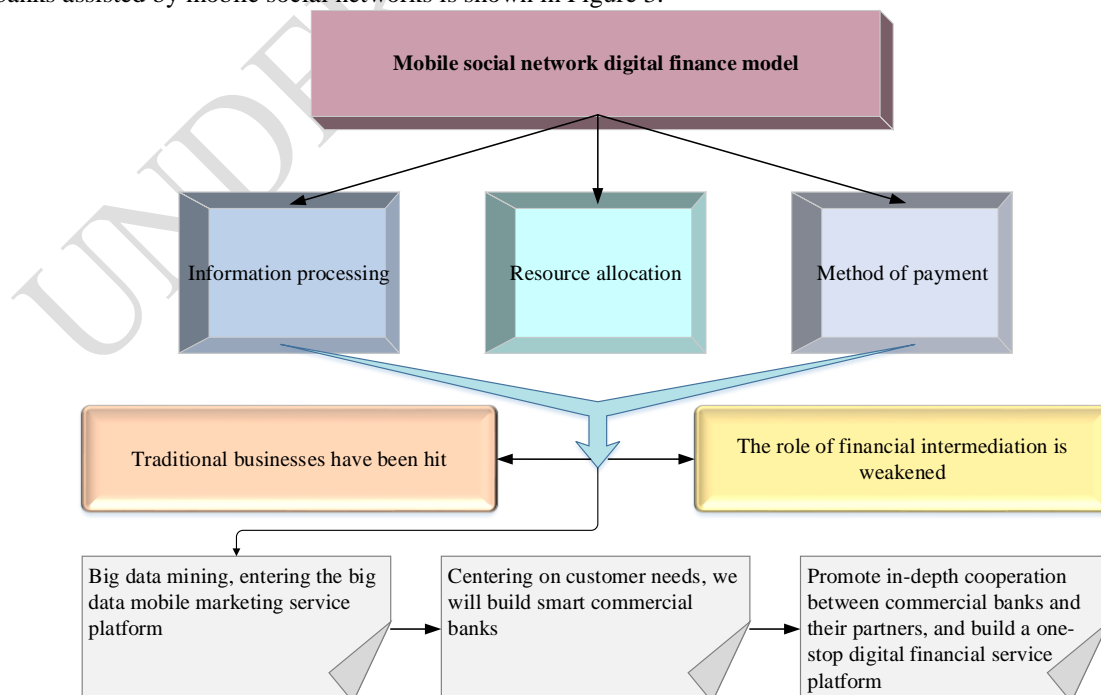 banks assisted by mobile social networks is shown in Figure 3.
Mobile social network digital finance model
Information processing
Resource allocation
Method of payment
Traditional businesses have been hit
The role of financial intermediation is
weakened
Big data mining, entering the big
data mobile marketing service
platform
Centering on customer needs, we
will build smart commercial
banks
Promote in-depth cooperation
between commercial banks and
their partners, and build a one-
stop digital financial service
platform
UNDE